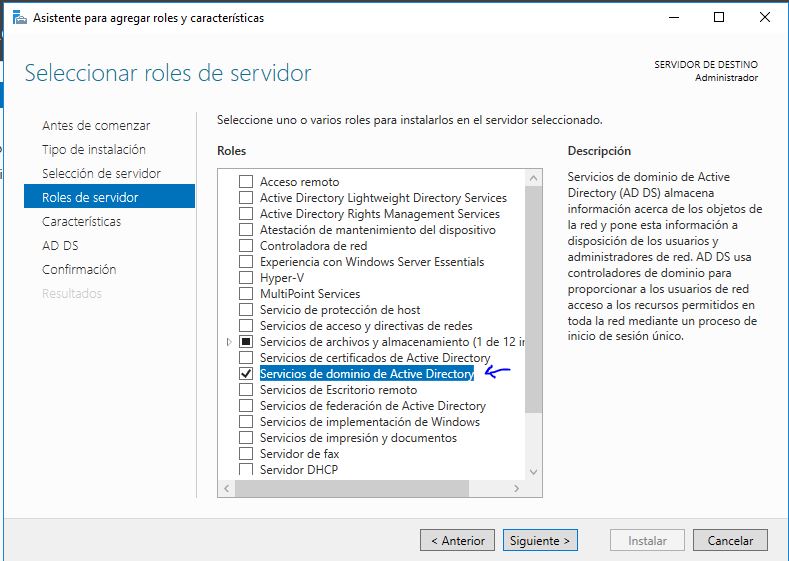 Asistente para agregar roles y características
Seleccionar roles de servidor
SERVIDOR DE DESTINO
Administrador
Antes de comenzar
Tipo de instalación
Selección de servidor
Roles de servidor
Características
AD DS
Confirmación
Resultados
Seleccione uno o varios roles para instalarlos en el servidor seleccionado.
Roles
Acceso remoto
Active Directory Lightweight Directory Services
Active Directory Rights Management Services
Atestación de mantenimiento del dispositivo
Controladora de red
Experiencia con Windows Server Essentials
Hyper-V
MultiPoint Services
Servicio de protección de host
Servicios de acceso y directivas de redes
Servicios de archivos y almacenamiento (1 de 12 in
Servicios de certificados de Active Directory
Servicios de dominio de Active Directory
Servicios de Escritorio remoto
Servicios de federación de Active Directory
Servicios de implementación de Windows
Servicios de impresión y documentos
Servidor de fax
Servidor DHCP
Descripción
Servicios de dominio de Active
Directory (AD DS) almacena
información acerca de los objetos de
la red y pone esta información a
disposición de los usuarios y
administradores de red. AD DS usa
controladores de dominio para
proporcionar a los usuarios de red
acceso a los recursos permitidos en
toda la red mediante un proceso de
inicio de sesión único.
< Anterior
Siguiente >
Instalar
Cancelar